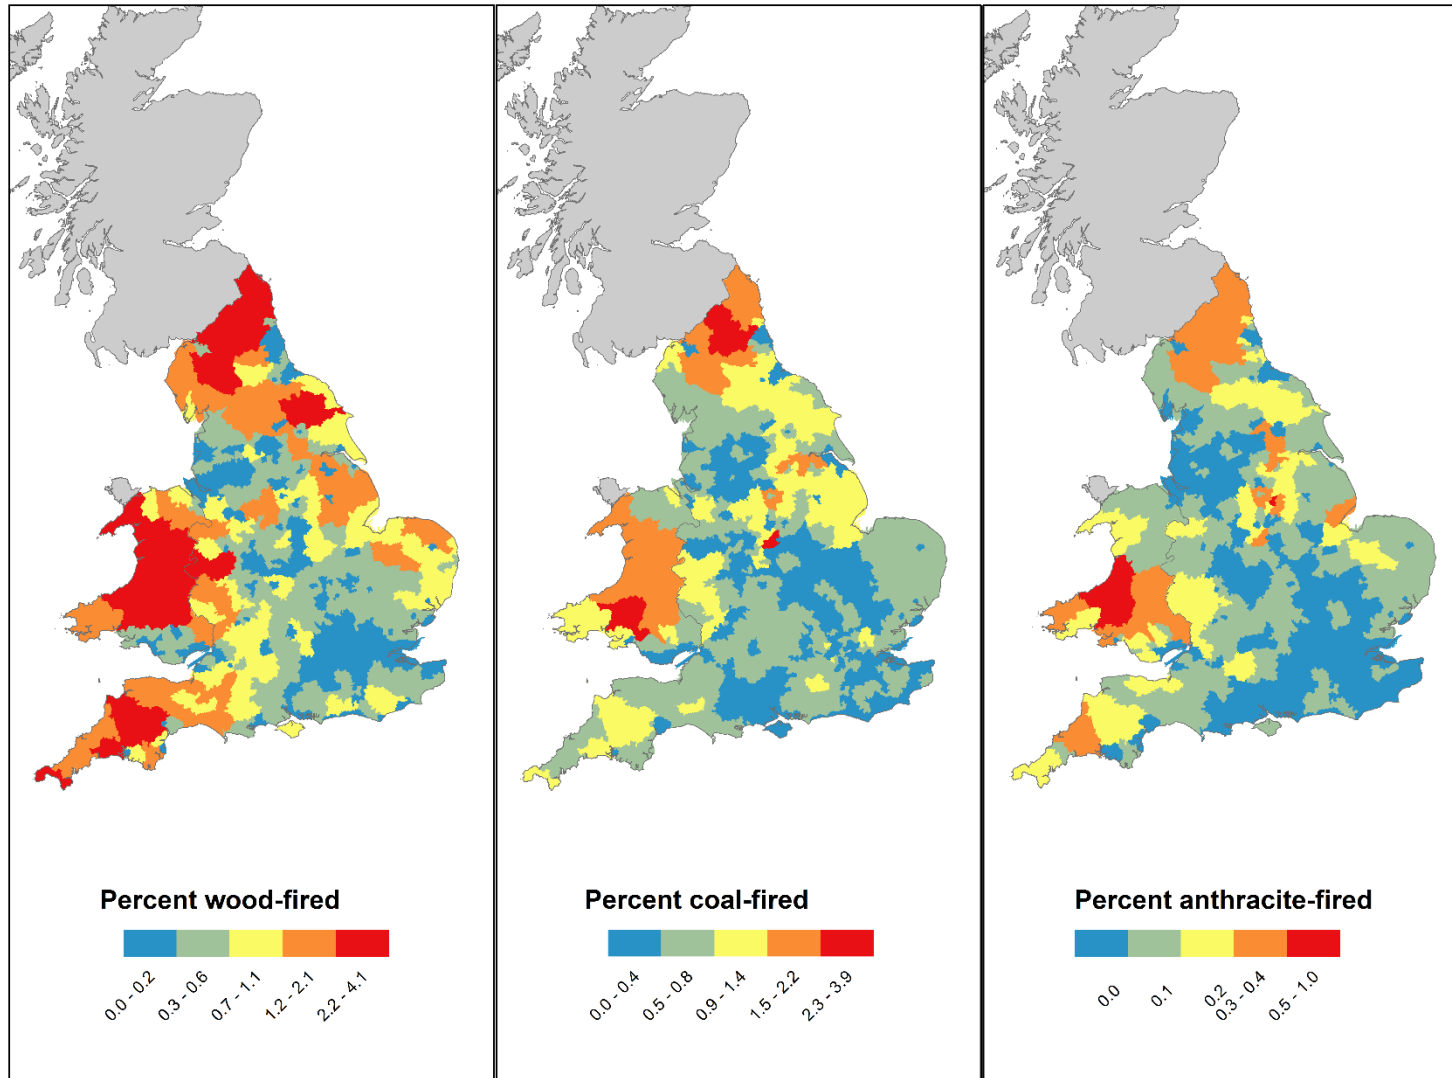 Percent wood-fired
0.0 - 0.2
0.3 - 0.6
0.7 - 1.1
1.2 - 2.1
2.2 - 4.1
Percent coal-fired
0.0 - 0.4
0.5 - 0.8
0.9 - 1.4
1.5 - 2.2
2.3 - 3.9
Percent anthracite-fired
0.0
0.1
0.2
0.3 - 0.4
0.5 - 1.0